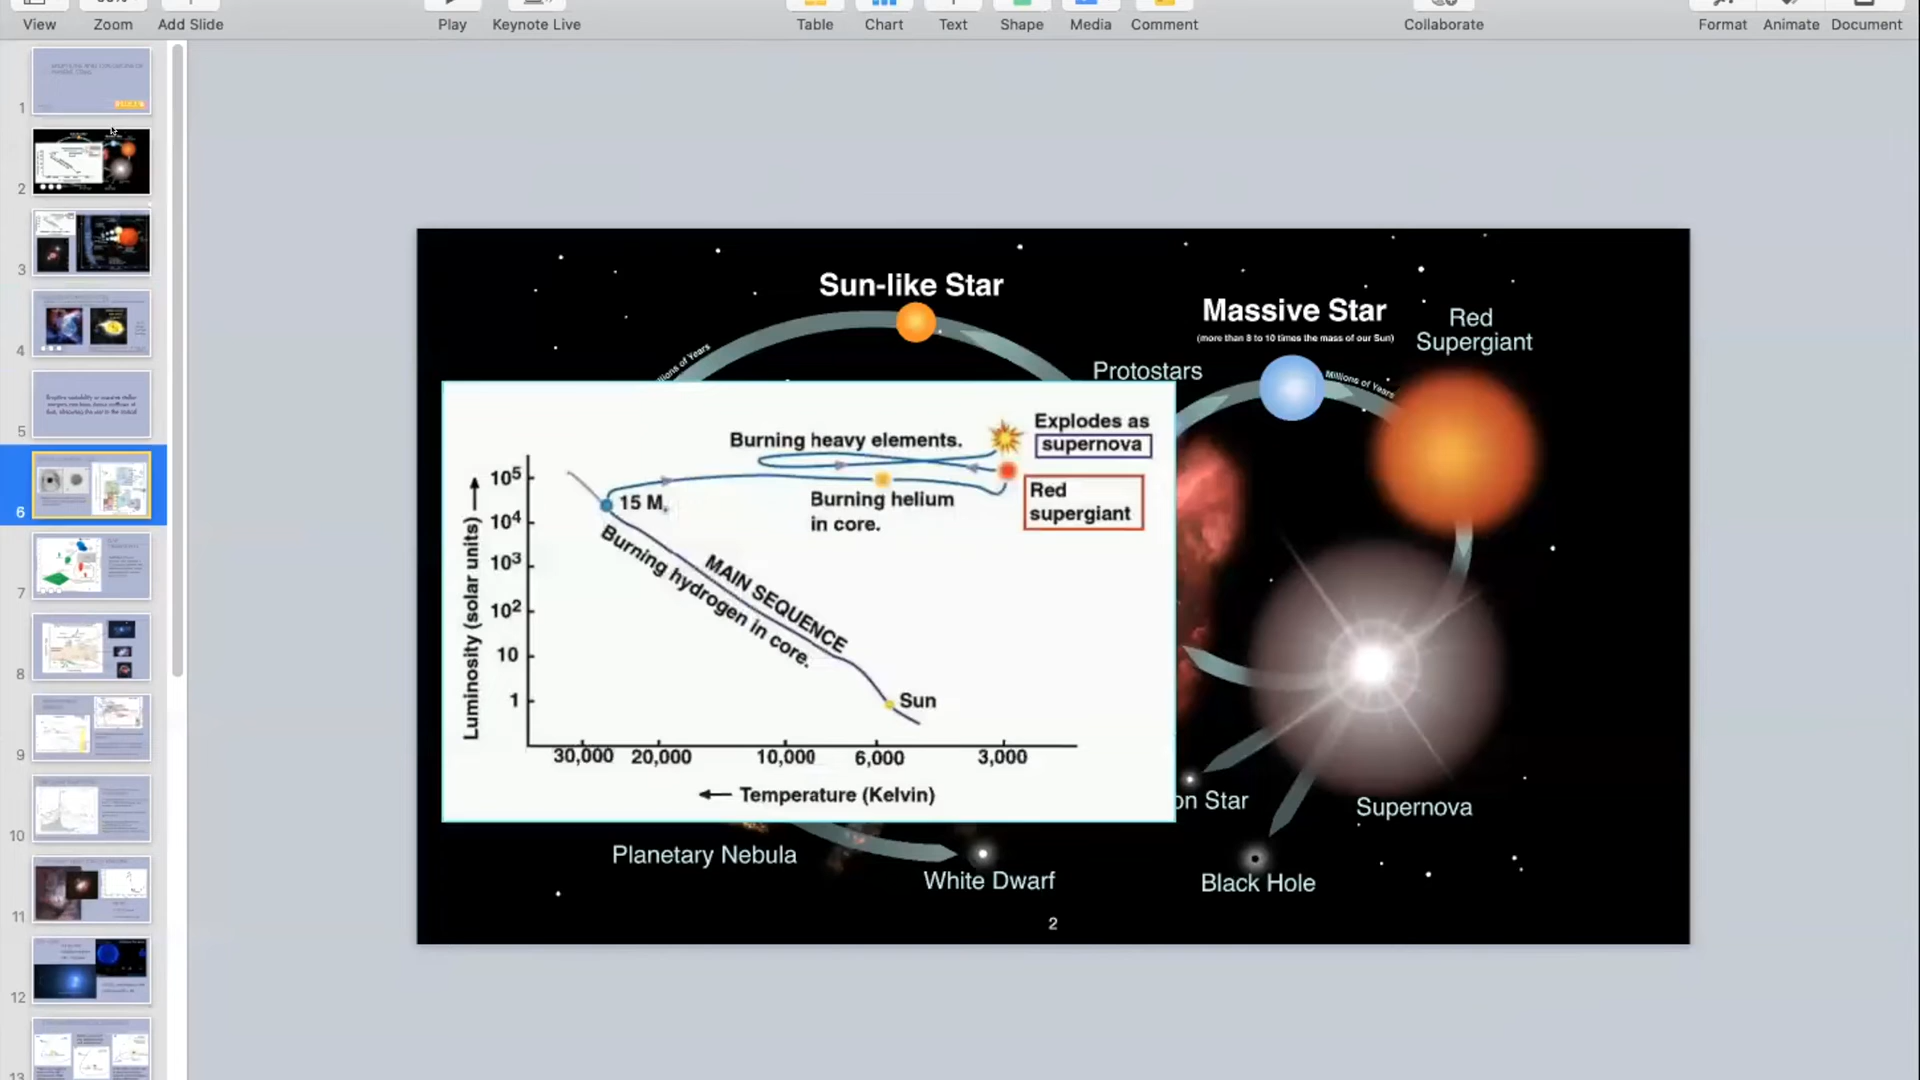 View
Zoom
Add Slide
Play
Keynote Live
Table
Chart
Text
Shape
Media
Comment
Collaborate
Format
Animate
Document
1
2
3
4
5
6
7
8
9
10
11
12
13
Sun-like Star
Massive Star
(more than 8 to 10 times the mass of our Sun)
Red
Supergiant
Protostars
Millions of Years
of Years
Explodes as
supernova
Burning heavy elements.
Red
supergiant
Burning helium
in core.
15 M
MAIN SEQUENCE
Burning hydrogen in core.
Sun
Luminosity (solar units) →
10⁵
10⁴
10³
10²
10
1
30,000 20,000 10,000 6,000 3,000
← Temperature (Kelvin)
on Star
Supernova
Planetary Nebula
White Dwarf
Black Hole
2